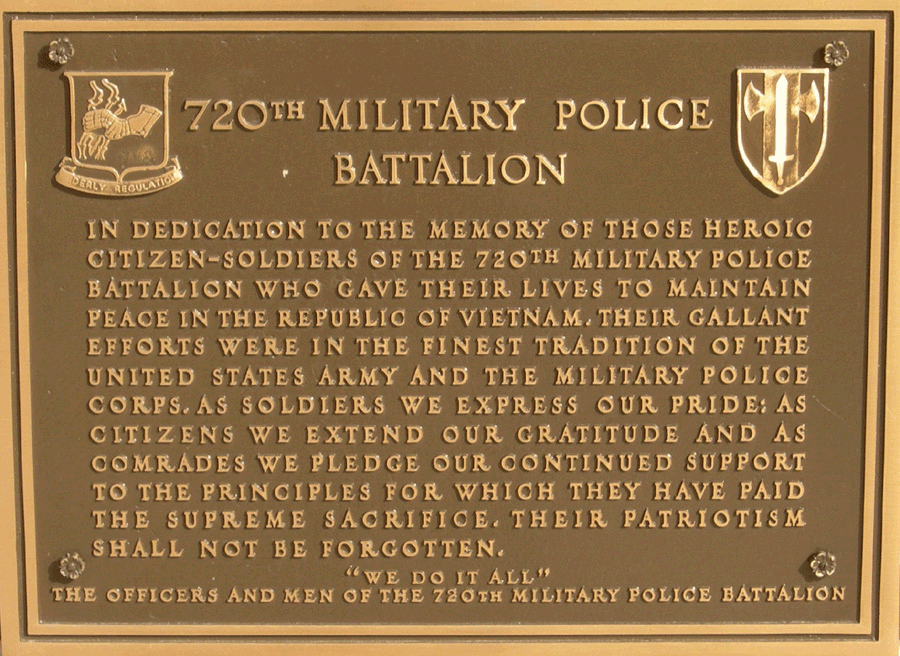 720TH MILITARY POLICE
BATTALION
ORDERLY REGULATION
IN DEDICATION TO THE MEMORY OF THOSE HEROIC
CITIZEN-SOLDIERS OF THE 720TH MILITARY POLICE
BATTALION WHO GAVE THEIR LIVES TO MAINTAIN
PEACE IN THE REPUBLIC OF VIETNAM. THEIR GALLANT
EFFORTS WERE IN THE FINEST TRADITION OF THE
UNITED STATES ARMY AND THE MILITARY POLICE
CORPS. AS SOLDIERS WE EXPRESS OUR PRIDE; AS
CITIZENS WE EXTEND OUR GRATITUDE AND AS
COMRADES WE PLEDGE OUR CONTINUED SUPPORT
TO THE PRINCIPLES FOR WHICH THEY HAVE PAID
THE SUPREME SACRIFICE. THEIR PATRIOTISM
SHALL NOT BE FORGOTTEN.
"WE DO IT ALL"
THE OFFICERS AND MEN OF THE 720TH MILITARY POLICE BATTALION